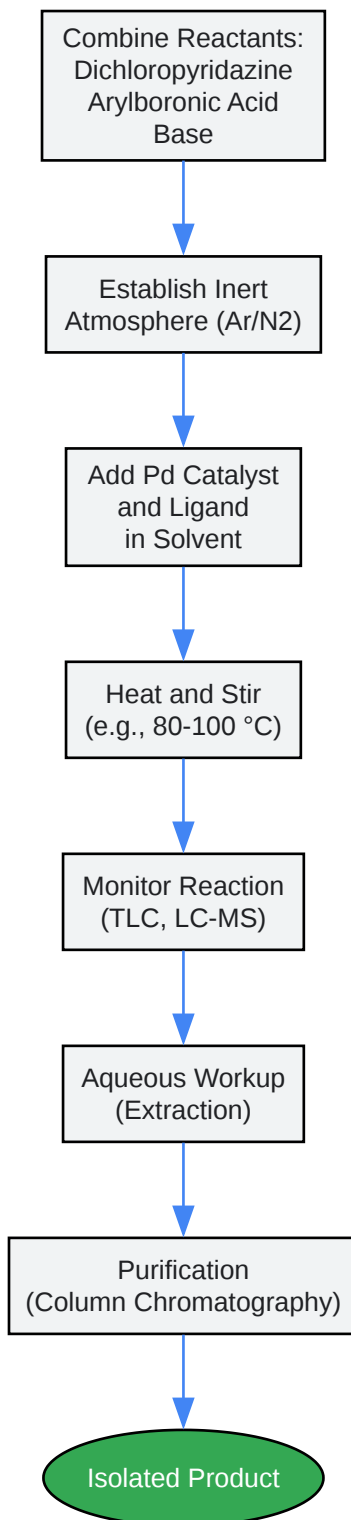 Combine Reactants:
Dichloropyridazine
Arylboronic Acid
Base
Establish Inert
Atmosphere (Ar/N2)
Add Pd Catalyst
and Ligand
in Solvent
Heat and Stir
(e.g., 80-100 °C)
Monitor Reaction
(TLC, LC-MS)
Aqueous Workup
(Extraction)
Purification
(Column Chromatography)
Isolated Product